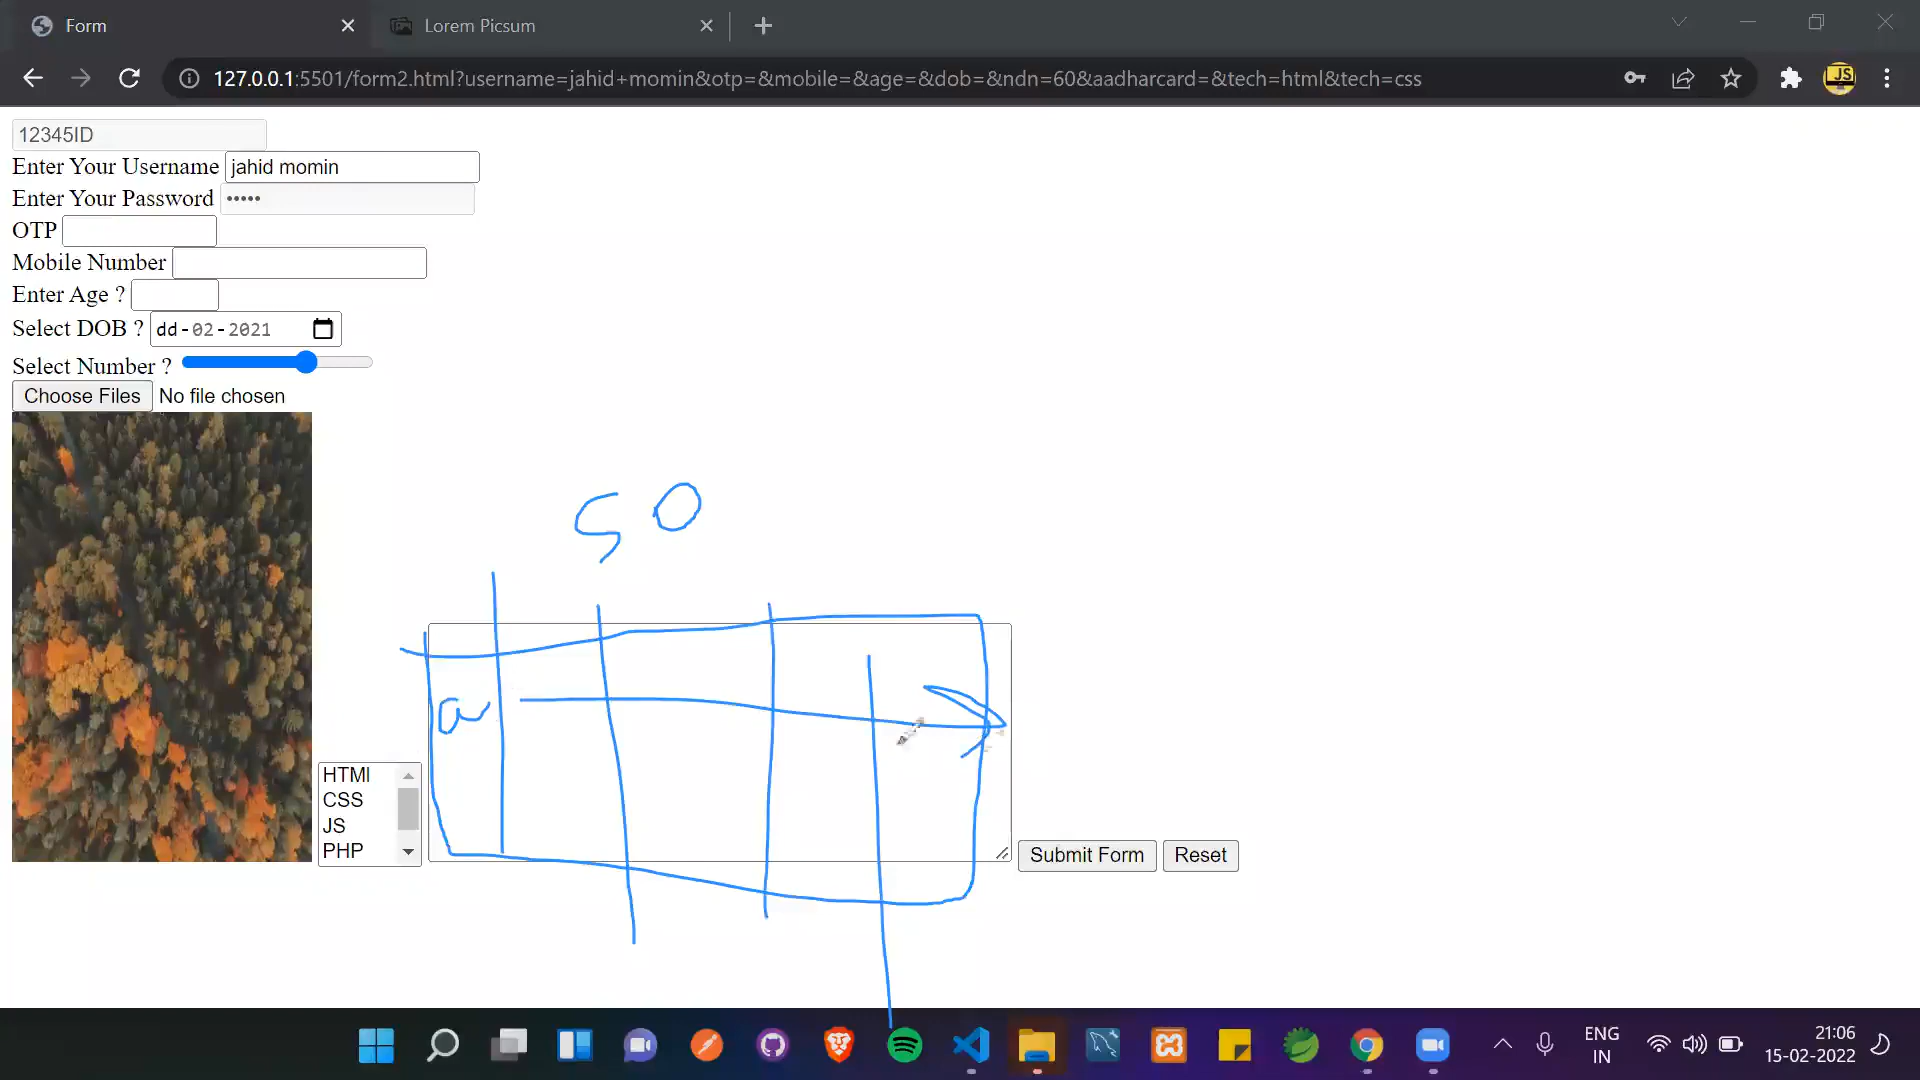 Form
Lorem Picsum
127.0.0.1:5501/form2.html?username=jahid+momin&otp=&mobile=&age=&dob=&ndn=60&aadharcard=&tech=html&tech=css
JS
12345ID
Enter Your Username jahid momin
Enter Your Password •••••
OTP
Mobile Number
Enter Age ?
Select DOB ? dd-02-2021
Select Number ?
Choose Files No file chosen
50
a
HTMl
CSS
JS
PHP
Submit Form Reset
ENG
IN
21:06
15-02-2022